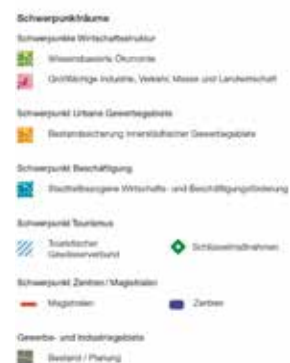 Schwerpunkträume
Schwerpunkte Wirtschaftsstruktur
Wissensbasierte Ökonomie
Großflächige Industrie, Verkehr, Messe und Landwirtschaft
Schwerpunkt Urbane Gewerbegebiete
Bestandssicherung innerstädtischer Gewerbegebiete
Schwerpunkt Beschäftigung
Stadtteilbezogene Wirtschafts- und Beschäftigungsförderung
Schwerpunkt Tourismus
Touristischer
Gewässerverbund
Schlüsselmaßnahmen
Schwerpunkt Zentren / Magistralen
Magistralen
Zentren
Gewerbe- und Industriegebiete
Bestand / Planung